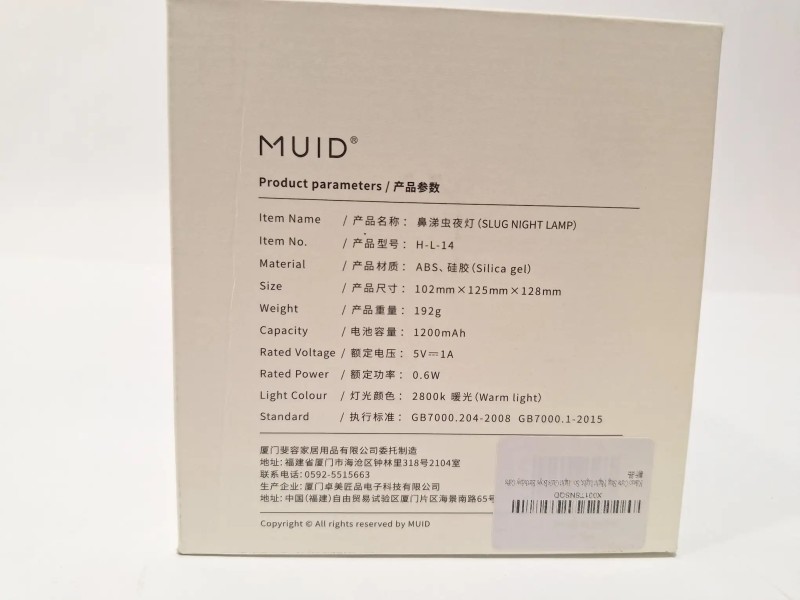 MUID®
Product parameters / 产品参数
Item Name / 产品名称： 鼻涕虫夜灯（SLUG NIGHT LAMP）
Item No. / 产品型号： H-L-14
Material / 产品材质： ABS、硅胶（Silica gel）
Size / 产品尺寸： 102mm×125mm×128mm
Weight / 产品重量： 192g
Capacity / 电池容量： 1200mAh
Rated Voltage / 额定电压： 5V⎓1A
Rated Power / 额定功率： 0.6W
Light Colour / 灯光颜色： 2800k 暖光（Warm light）
Standard / 执行标准： GB7000.204-2008 GB7000.1-2015
厦门斐容家居用品有限公司委托制造
地址：福建省厦门市海沧区钟林里318号2104室
联系电话：0592-5515663
生产企业：厦门卓美匠品电子科技有限公司
地址：中国（福建）自由贸易试验区厦门片区海景南路65号
Copyright © All rights reserved by MUID
新品